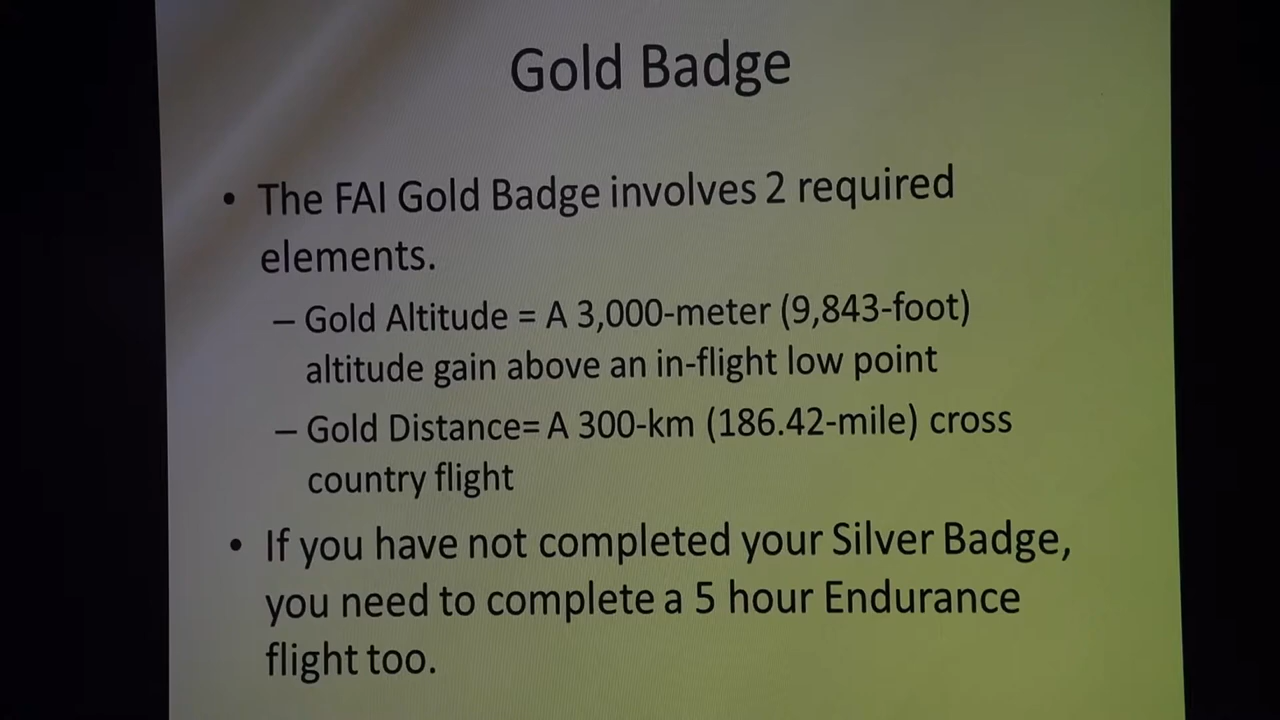 Gold Badge
• The FAI Gold Badge involves 2 required
elements.
– Gold Altitude = A 3,000-meter (9,843-foot)
altitude gain above an in-flight low point
– Gold Distance= A 300-km (186.42-mile) cross
country flight
• If you have not completed your Silver Badge,
you need to complete a 5 hour Endurance
flight too.